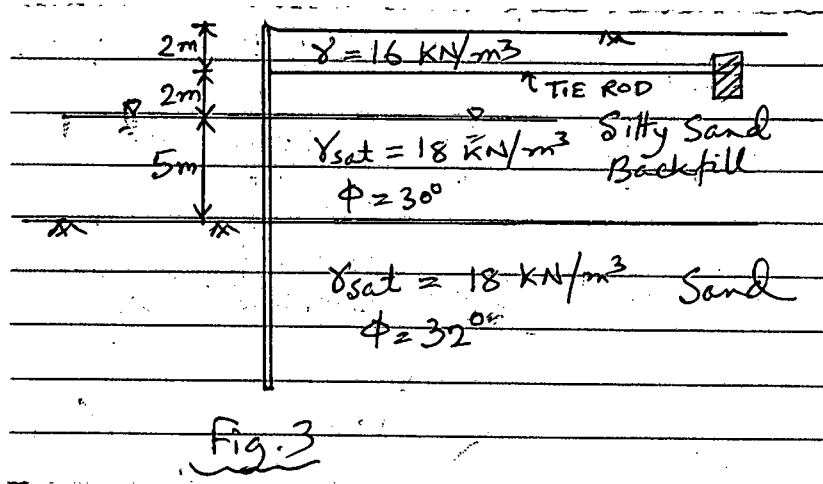 2m
γ = 16 KN/m3
TIE ROD
2m
Silty Sand
Backfill
γsat = 18 KN/m3
5m
φ = 30°
γsat = 18 KN/m3 Sand
φ = 32°
Fig. 3